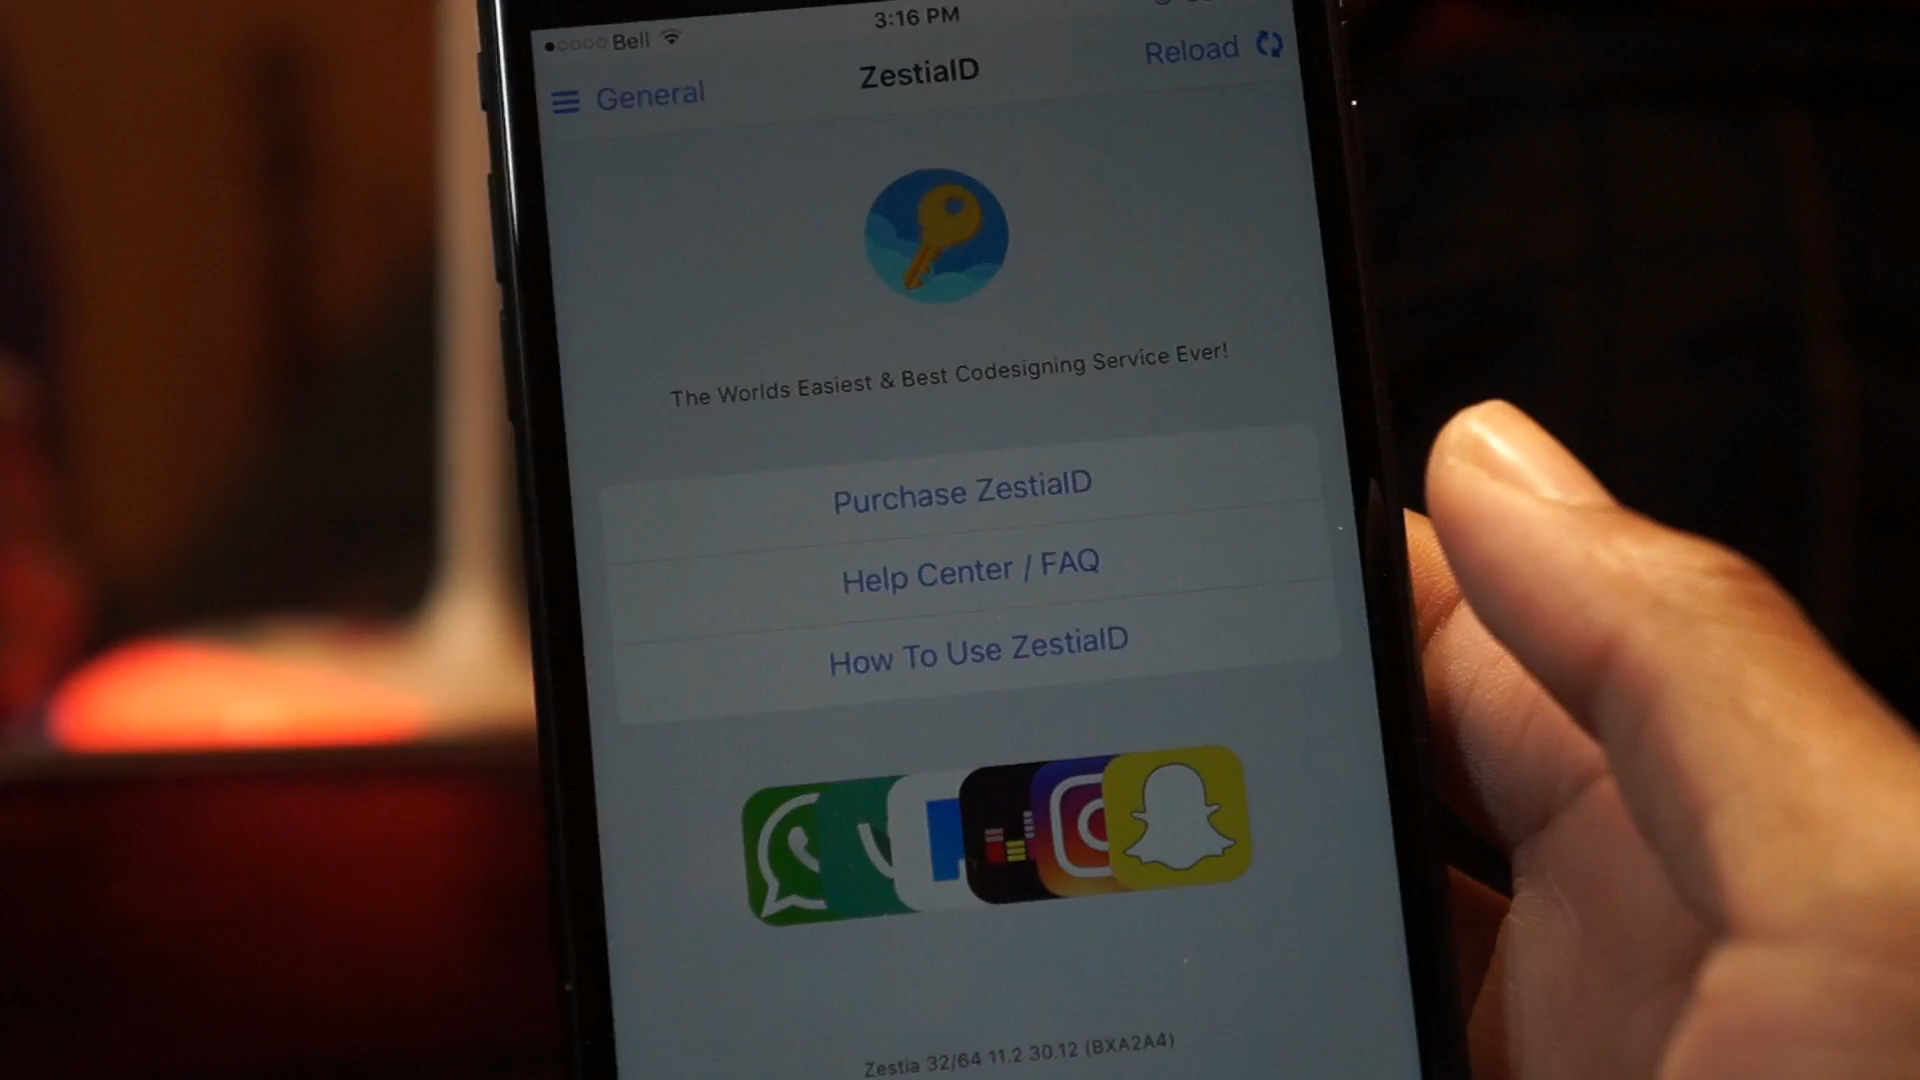 3:16 PM
Bell
General
ZestiaID
Reload
The Worlds Easiest & Best Codesigning Service Ever!
Purchase ZestiaID
Help Center / FAQ
How To Use ZestiaID
Zestia 32/64 11.2 30.12 (BXA2A4)